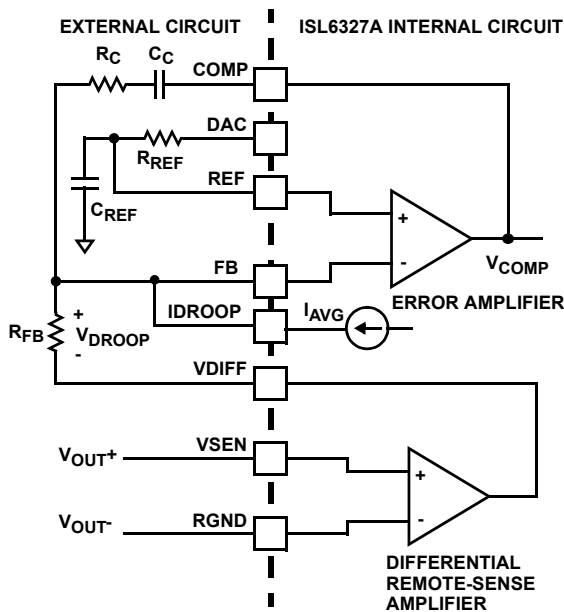 EXTERNAL CIRCUIT
ISL6327A INTERNAL CIRCUIT
RC
CC
COMP
DAC
RREF
REF
CREF
+
-
VCOMP
FB
ERROR AMPLIFIER
IDROOP
IAVG
RFB
+
VDROOP
-
VDIFF
VOUT+
VSEN
+
-
VOUT-
RGND
DIFFERENTIAL
REMOTE-SENSE
AMPLIFIER